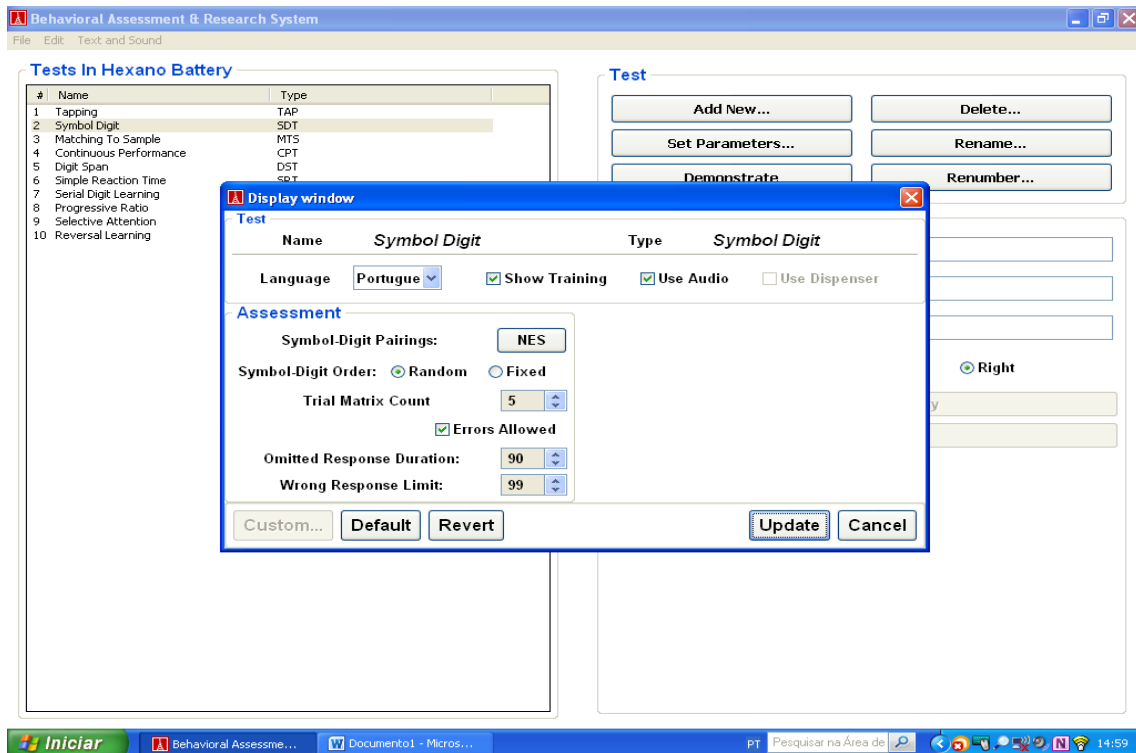 Behavioral Assessment & Research System
File Edit Text and Sound
Tests In Hexano Battery
# Name Type
1 Tapping TAP
2 Symbol Digit SDT
3 Matching To Sample MTS
4 Continuous Performance CPT
5 Digit Span DST
6 Simple Reaction Time SRT
7 Serial Digit Learning
8 Progressive Ratio
9 Selective Attention
10 Reversal Learning
Test
Add New... Delete...
Set Parameters... Rename...
Demonstrate Renumber...
Right
y
Display window
Test
Name Symbol Digit Type Symbol Digit
Language Portugue Show Training Use Audio Use Dispenser
Assessment
Symbol-Digit Pairings: NES
Symbol-Digit Order: Random Fixed
Trial Matrix Count 5
Errors Allowed
Omitted Response Duration: 90
Wrong Response Limit: 99
Custom... Default Revert Update Cancel
Iniciar Behavioral Assessme... Documento1 - Micros... PT Pesquisar na Área de 14:59